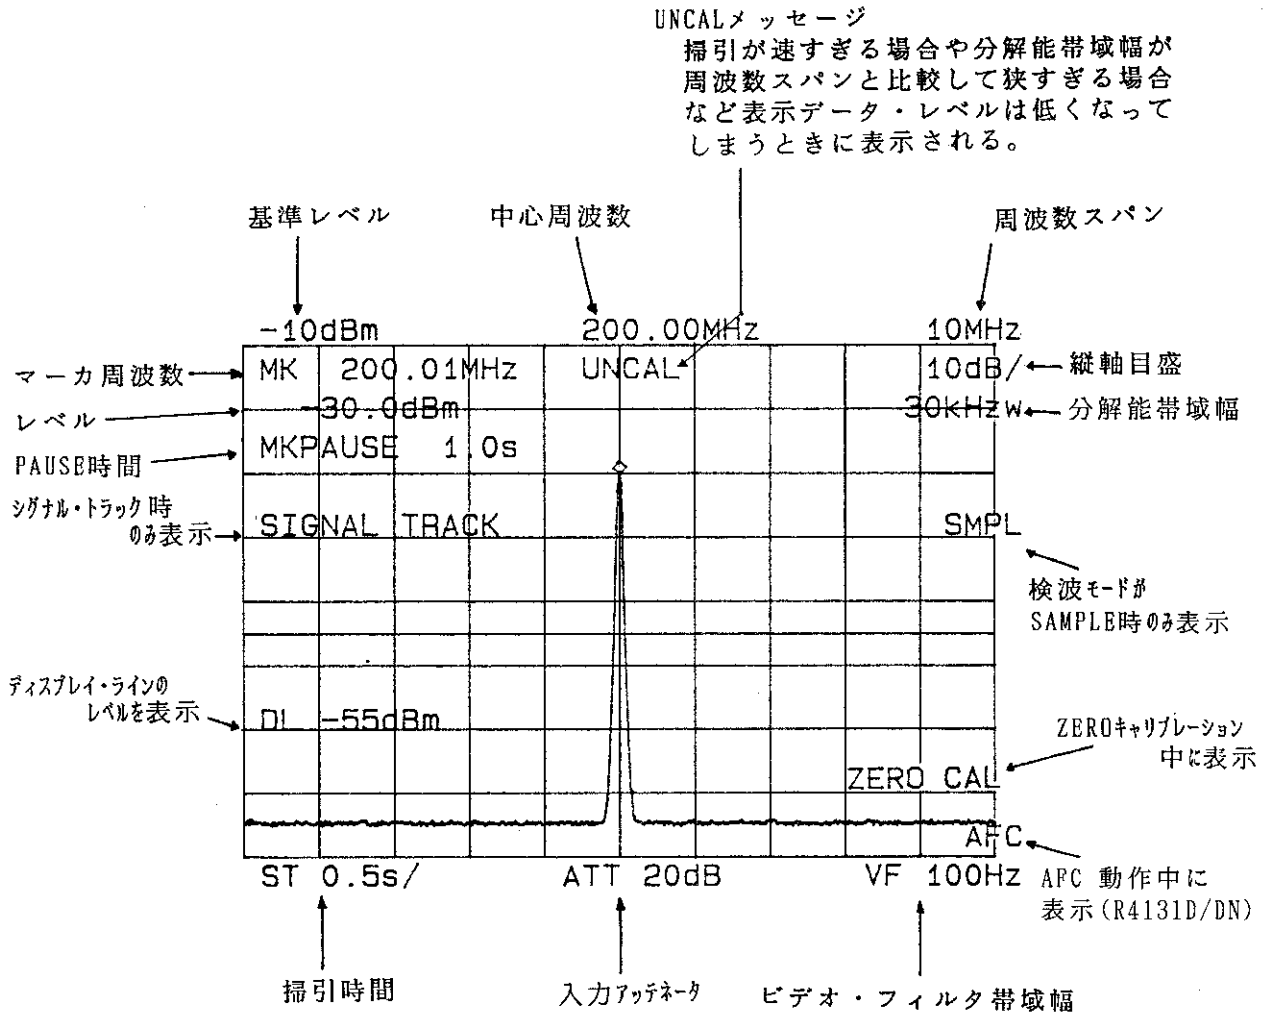 UNCALメッセージ
掃引が速すぎる場合や分解能帯域幅が
周波数スパンと比較して狭すぎる場合
など表示データ・レベルは低くなって
しまうときに表示される。
基準レベル
中心周波数
周波数スパン
-10dBm
200.00MHz
10MHz
マーカ周波数
MK 200.01MHz
UNCAL
10dB/
縦軸目盛
レベル
-30.0dBm
30kHzw
分解能帯域幅
PAUSE時間
MKPAUSE 1.0s
シグナル・トラック時
のみ表示
SIGNAL TRACK
SMPL
検波モードが
SAMPLE時のみ表示
ディスプレイ・ラインの
レベルを表示
DL -55dBm
ZEROキャリブレーション
中に表示
ZERO CAL
AFC
ST 0.5s/
ATT 20dB
VF 100Hz
AFC 動作中に
表示(R4131D/DN)
掃引時間
入力アッテネータ
ビデオ・フィルタ帯域幅